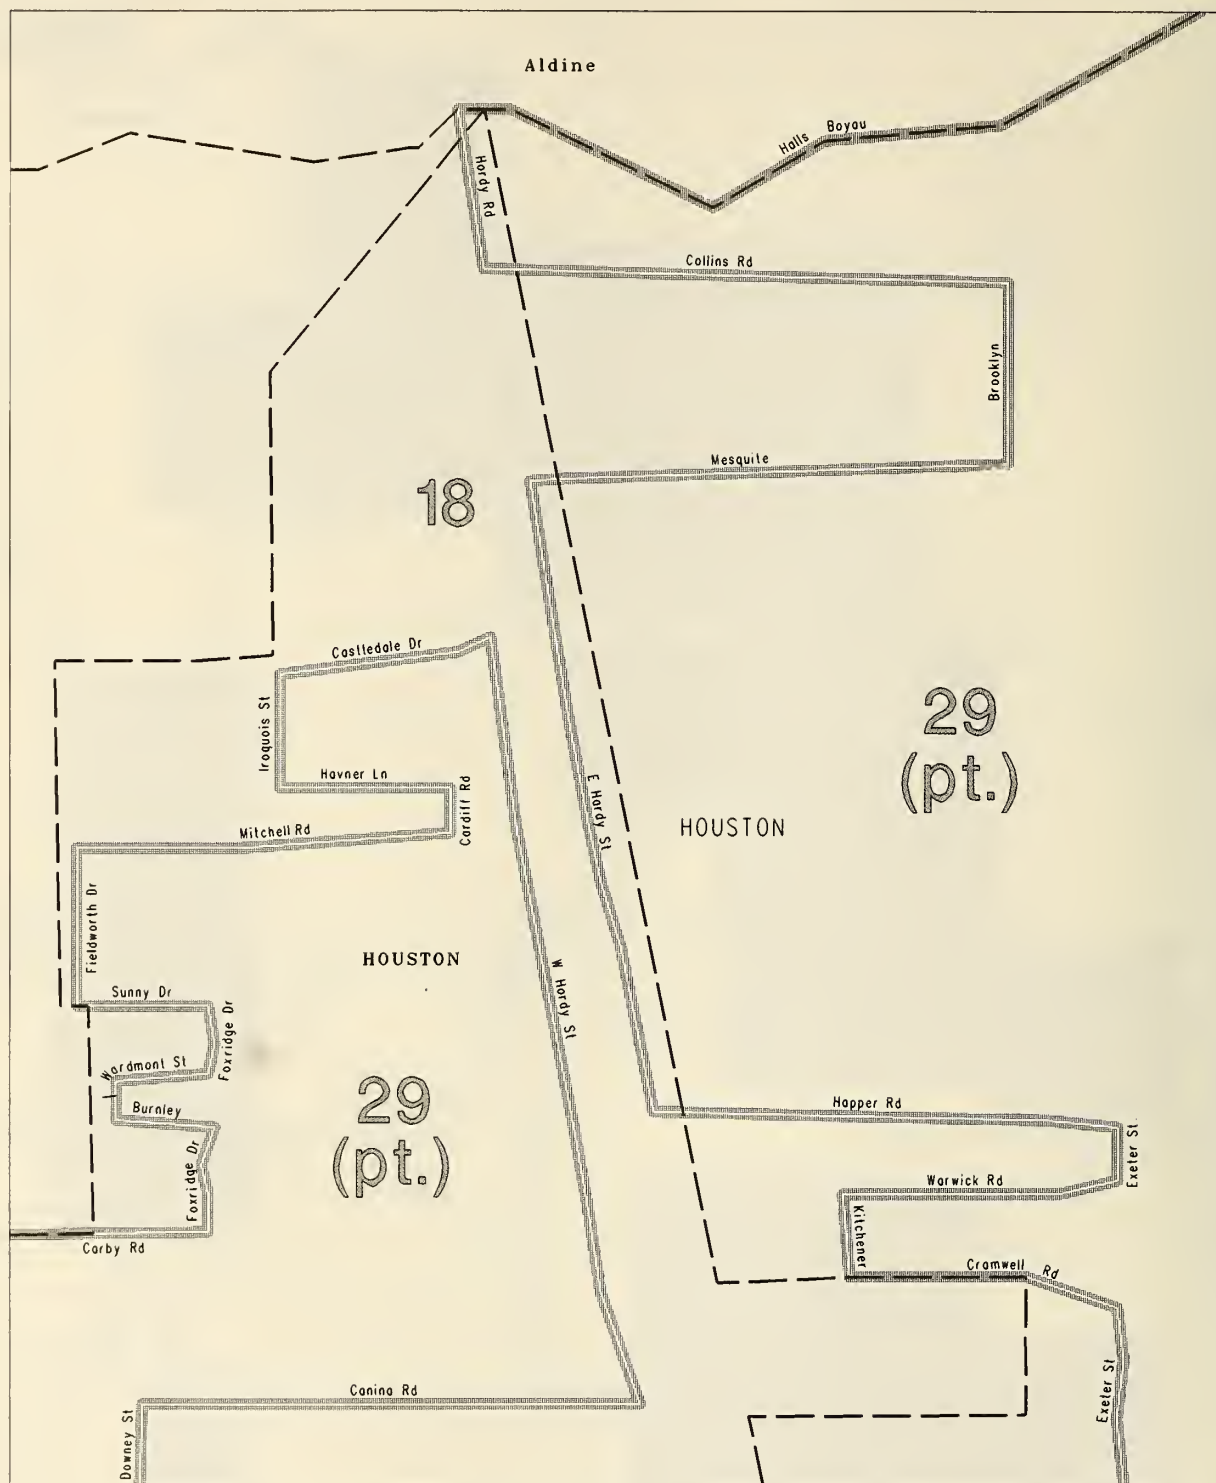 Aldine
Halls Bayou
Hardy Rd
Collins Rd
Brooklyn
Mesquite
18
Castledale Dr
Iroquois St
29
(pt.)
Havner Ln
Cardiff Rd
E Hardy St
HOUSTON
Mitchell Rd
Fieldworth Dr
HOUSTON
Sunny Dr
Foxridge Dr
W Hardy St
Wardmont St
29
(pt.)
Burnley
Hopper Rd
Exeter St
Foxridge Dr
Warwick Rd
Kitchener
Corby Rd
Cromwell Rd
Canino Rd
Exeter St
Downey St